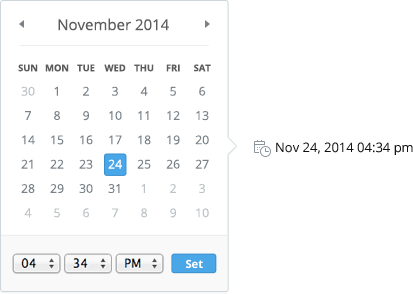 November 2014
SUN MON TUE WED THU FRI SAT
30 1 2 3 4 5 6
7 8 9 10 11 12 13
14 15 16 17 18 19 20
21 22 23 24 25 26 27
28 29 30 31 1 2 3
4 5 6 7 8 9 10
04 34 PM Set
Nov 24, 2014 04:34 pm